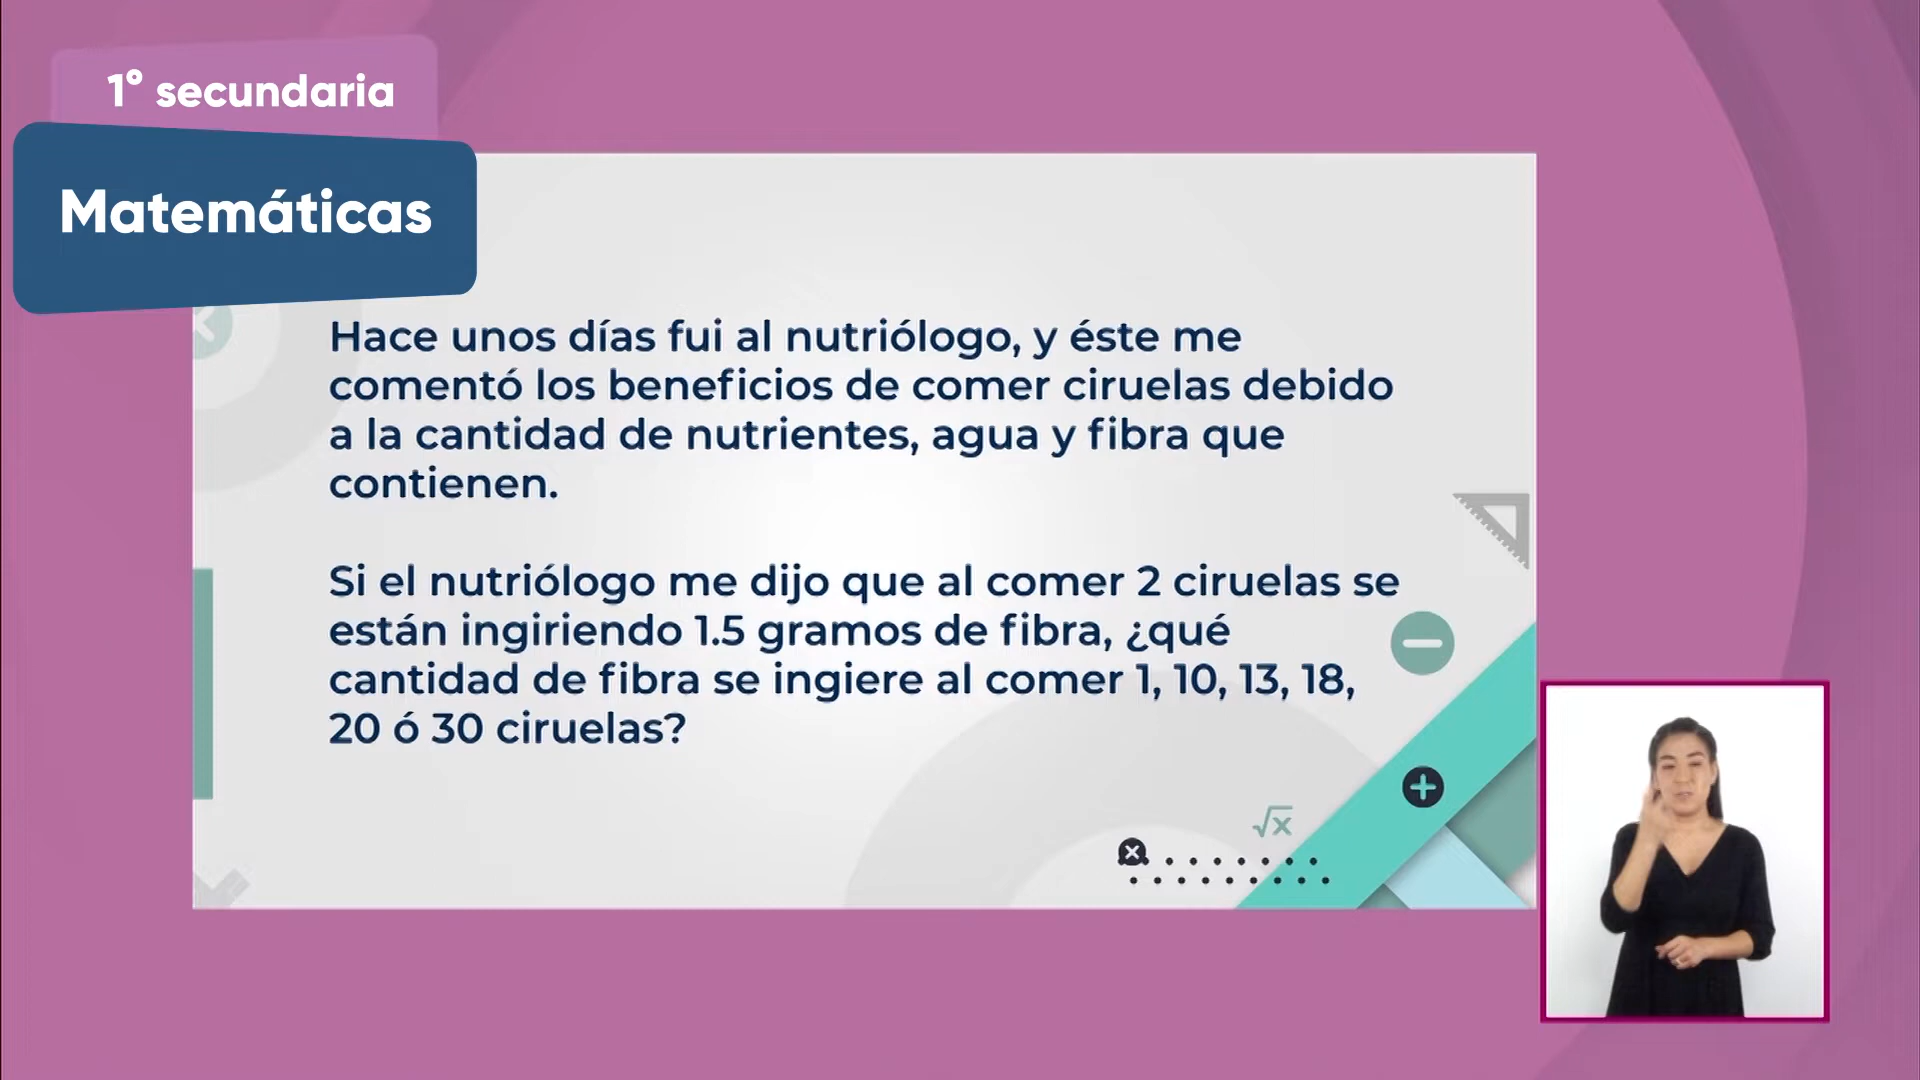 1° secundaria
Matemáticas
Hace unos días fui al nutriólogo, y éste me
comentó los beneficios de comer ciruelas debido
a la cantidad de nutrientes, agua y fibra que
contienen.
Si el nutriólogo me dijo que al comer 2 ciruelas se
están ingiriendo 1.5 gramos de fibra, ¿qué
cantidad de fibra se ingiere al comer 1, 10, 13, 18,
20 ó 30 ciruelas?
√x